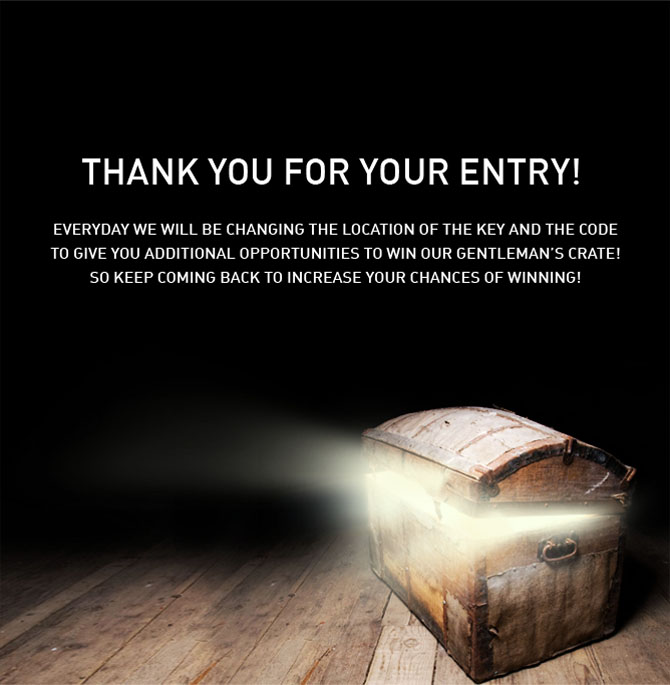 THANK YOU FOR YOUR ENTRY!
EVERYDAY WE WILL BE CHANGING THE LOCATION OF THE KEY AND THE CODE
TO GIVE YOU ADDITIONAL OPPORTUNITIES TO WIN OUR GENTLEMAN'S CRATE!
SO KEEP COMING BACK TO INCREASE YOUR CHANCES OF WINNING!